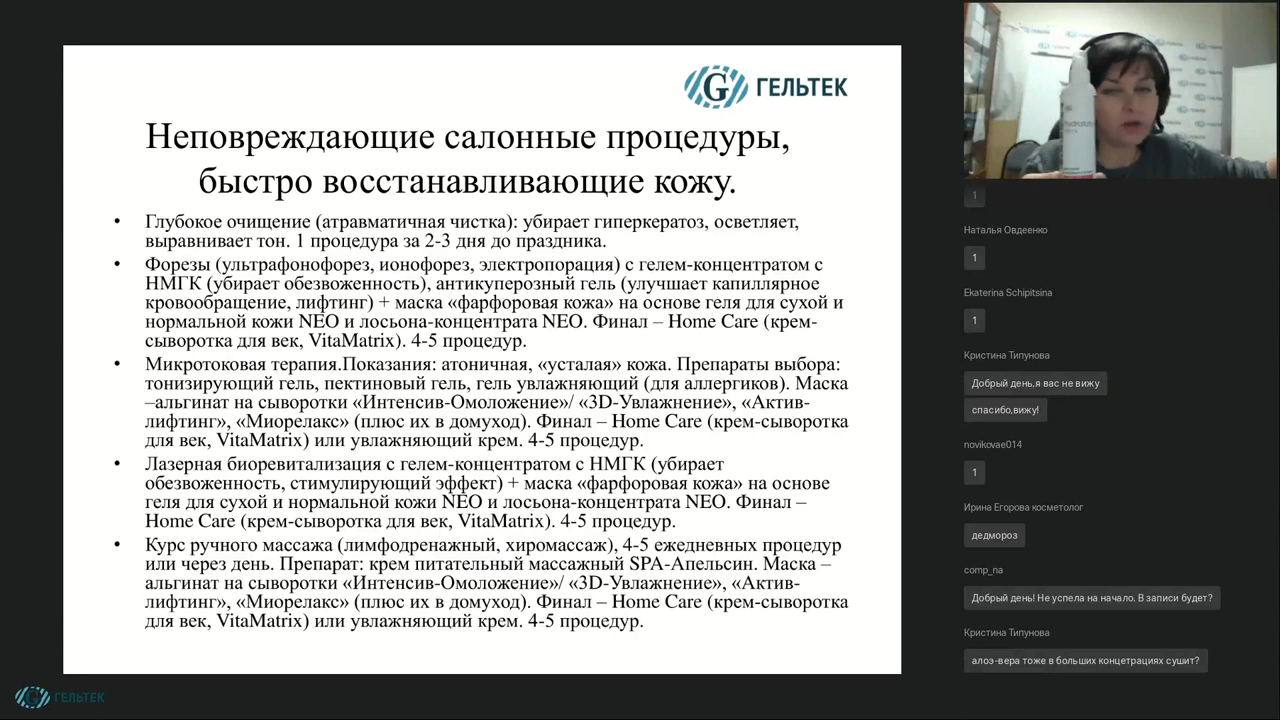 ГЕЛЬТЕК
Неповреждающие салонные процедуры,
быстро восстанавливающие кожу.
• Глубокое очищение (атравматичная чистка): убирает гиперкератоз, осветляет,
выравнивает тон. 1 процедура за 2-3 дня до праздника.
• Форезы (ультрафонофорез, ионофорез, электропорация) с гелем-концентратом с
НМГК (убирает обезвоженность), антикуперозный гель (улучшает капиллярное
кровообращение, лифтинг) + маска «фарфоровая кожа» на основе геля для сухой и
нормальной кожи NEO и лосьона-концентрата NEO. Финал – Home Care (крем-
сыворотка для век, VitaMatrix). 4-5 процедур.
• Микротоковая терапия.Показания: атоничная, «усталая» кожа. Препараты выбора:
тонизирующий гель, пектиновый гель, гель увлажняющий (для аллергиков). Маска
–альгинат на сыворотки «Интенсив-Омоложение»/ «3D-Увлажнение», «Актив-
лифтинг», «Миорелакс» (плюс их в домуход). Финал – Home Care (крем-сыворотка
для век, VitaMatrix) или увлажняющий крем. 4-5 процедур.
• Лазерная биоревитализация с гелем-концентратом с НМГК (убирает
обезвоженность, стимулирующий эффект) + маска «фарфоровая кожа» на основе
геля для сухой и нормальной кожи NEO и лосьона-концентрата NEO. Финал –
Home Care (крем-сыворотка для век, VitaMatrix). 4-5 процедур.
• Курс ручного массажа (лимфодренажный, хиромассаж), 4-5 ежедневных процедур
или через день. Препарат: крем питательный массажный SPA-Апельсин. Маска –
альгинат на сыворотки «Интенсив-Омоложение»/ «3D-Увлажнение», «Актив-
лифтинг», «Миорелакс» (плюс их в домуход). Финал – Home Care (крем-сыворотка
для век, VitaMatrix) или увлажняющий крем. 4-5 процедур.
ГЕЛЬТЕК
1
Наталья Овдеенко
1
Ekaterina Schipitsina
1
Кристина Типунова
Добрый день,я вас не вижу
спасибо,вижу!
novikovae014
1
Ирина Егорова косметолог
дедмороз
comp_na
Добрый день! Не успела на начало. В записи будет?
Кристина Типунова
алоэ-вера тоже в больших концетрациях сушит?